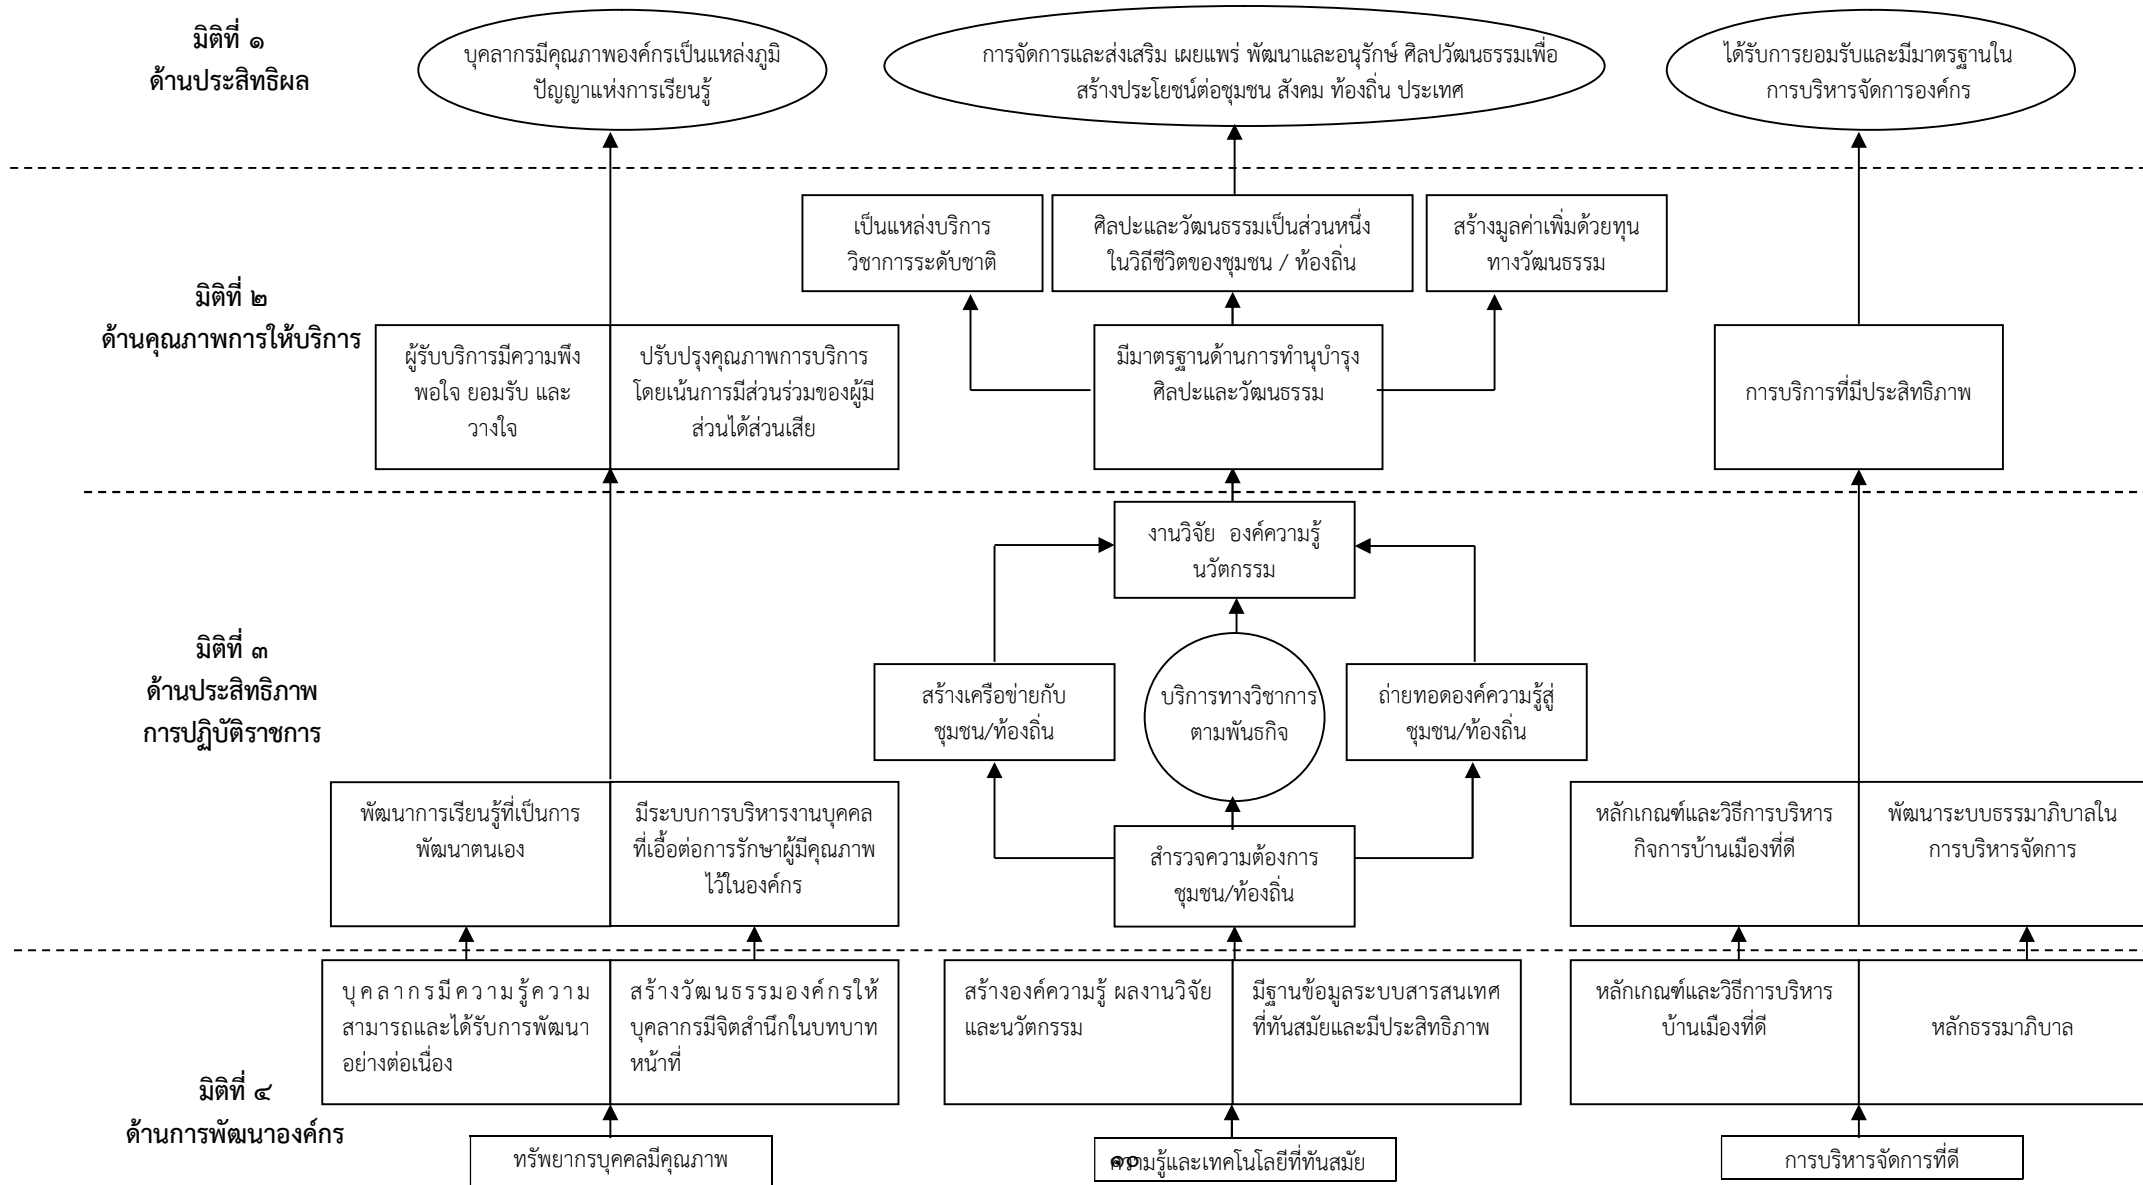 มิติที่ ๑
ด้านประสิทธิผล
บุคลากรมีคุณภาพองค์กรเป็นแหล่งภูมิ
ปัญญาแห่งการเรียนรู้
การจัดการและส่งเสริม เผยแพร่ พัฒนาและอนุรักษ์ ศิลปวัฒนธรรมเพื่อ
สร้างประโยชน์ต่อชุมชน สังคม ท้องถิ่น ประเทศ
ได้รับการยอมรับและมีมาตรฐานใน
การบริหารจัดการองค์กร
มิติที่ ๒
ด้านคุณภาพการให้บริการ
เป็นแหล่งบริการ
วิชาการระดับชาติ
ศิลปะและวัฒนธรรมเป็นส่วนหนึ่ง
ในวิถีชีวิตของชุมชน / ท้องถิ่น
สร้างมูลค่าเพิ่มด้วยทุน
ทางวัฒนธรรม
ผู้รับบริการมีความพึง
พอใจ ยอมรับ และ
วางใจ
ปรับปรุงคุณภาพการบริการ
โดยเน้นการมีส่วนร่วมของผู้มี
ส่วนได้ส่วนเสีย
มีมาตรฐานด้านการทำนุบำรุง
ศิลปะและวัฒนธรรม
การบริการที่มีประสิทธิภาพ
มิติที่ ๓
ด้านประสิทธิภาพ
การปฏิบัติราชการ
งานวิจัย องค์ความรู้
นวัตกรรม
สร้างเครือข่ายกับ
ชุมชน/ท้องถิ่น
บริการทางวิชาการ
ตามพันธกิจ
ถ่ายทอดองค์ความรู้สู่
ชุมชน/ท้องถิ่น
พัฒนาการเรียนรู้ที่เป็นการ
พัฒนาตนเอง
มีระบบการบริหารงานบุคคล
ที่เอื้อต่อการรักษาผู้มีคุณภาพ
ไว้ในองค์กร
สำรวจความต้องการ
ชุมชน/ท้องถิ่น
หลักเกณฑ์และวิธีการบริหาร
กิจการบ้านเมืองที่ดี
พัฒนาระบบธรรมาภิบาลใน
การบริหารจัดการ
มิติที่ ๔
ด้านการพัฒนาองค์กร
บุคลากรมีความรู้ความ
สามารถและได้รับการพัฒนา
อย่างต่อเนื่อง
สร้างวัฒนธรรมองค์กรให้
บุคลากรมีจิตสำนึกในบทบาท
หน้าที่
สร้างองค์ความรู้ ผลงานวิจัย
และนวัตกรรม
มีฐานข้อมูลระบบสารสนเทศ
ที่ทันสมัยและมีประสิทธิภาพ
หลักเกณฑ์และวิธีการบริหาร
บ้านเมืองที่ดี
หลักธรรมาภิบาล
ทรัพยากรบุคคลมีคุณภาพ
ความรู้และเทคโนโลยีที่ทันสมัย
๑๐
การบริหารจัดการที่ดี